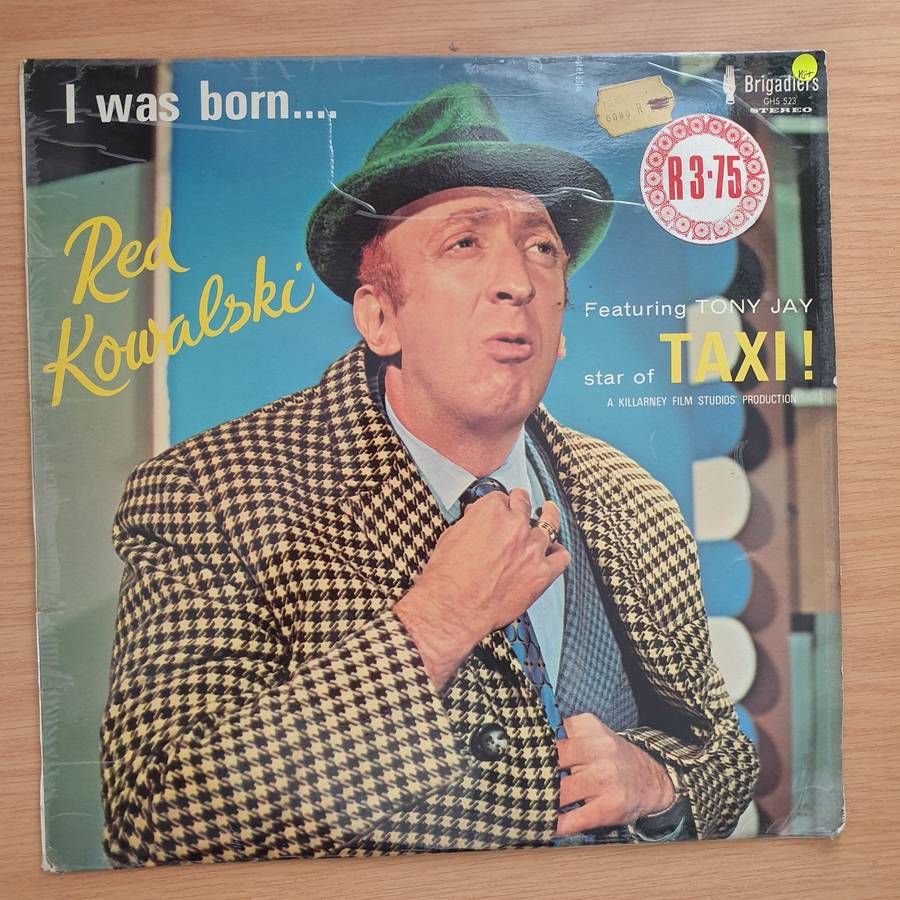 I was born....
Brigadiers
GHS 523
STEREO
R 3·75
Red
Kowalski
Featuring TONY JAY
star of TAXI!
A KILLARNEY FILM STUDIOS' PRODUCTION